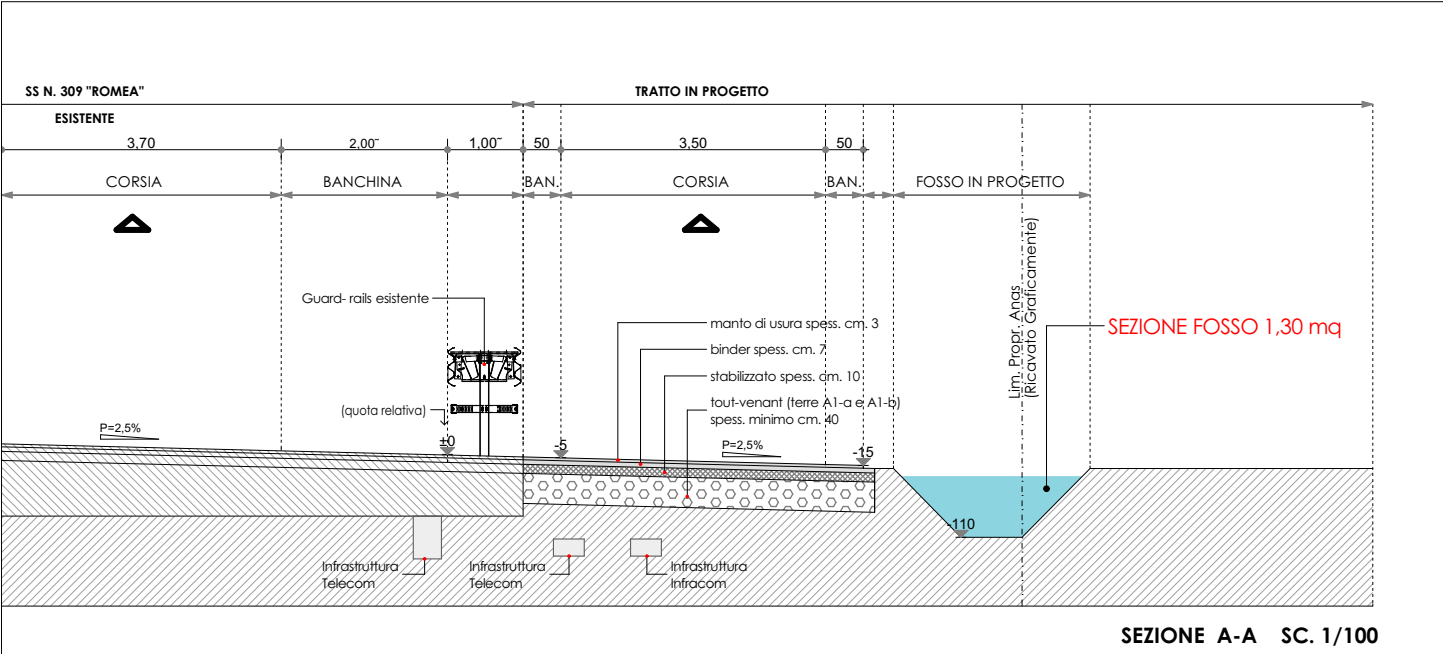 SS N. 309 "ROMEA"
TRATTO IN PROGETTO
ESISTENTE
3,70
2,00~
1,00~
50
3,50
50
CORSIA
BANCHINA
BAN.
CORSIA
BAN.
FOSSO IN PROGETTO
Lim. Propr. Anas
(Ricavato Graficamente)
Guard- rails esistente
manto di usura spess. cm. 3
binder spess. cm. 7
stabilizzato spess. cm. 10
tout-venant (terre A1-a e A1-b)
spess. minimo cm. 40
SEZIONE FOSSO 1,30 mq
(quota relativa)
P=2,5%
±0
-5
P=2,5%
-15
-110
Infrastruttura
Telecom
Infrastruttura
Telecom
Infrastruttura
Infracom
SEZIONE A-A SC. 1/100